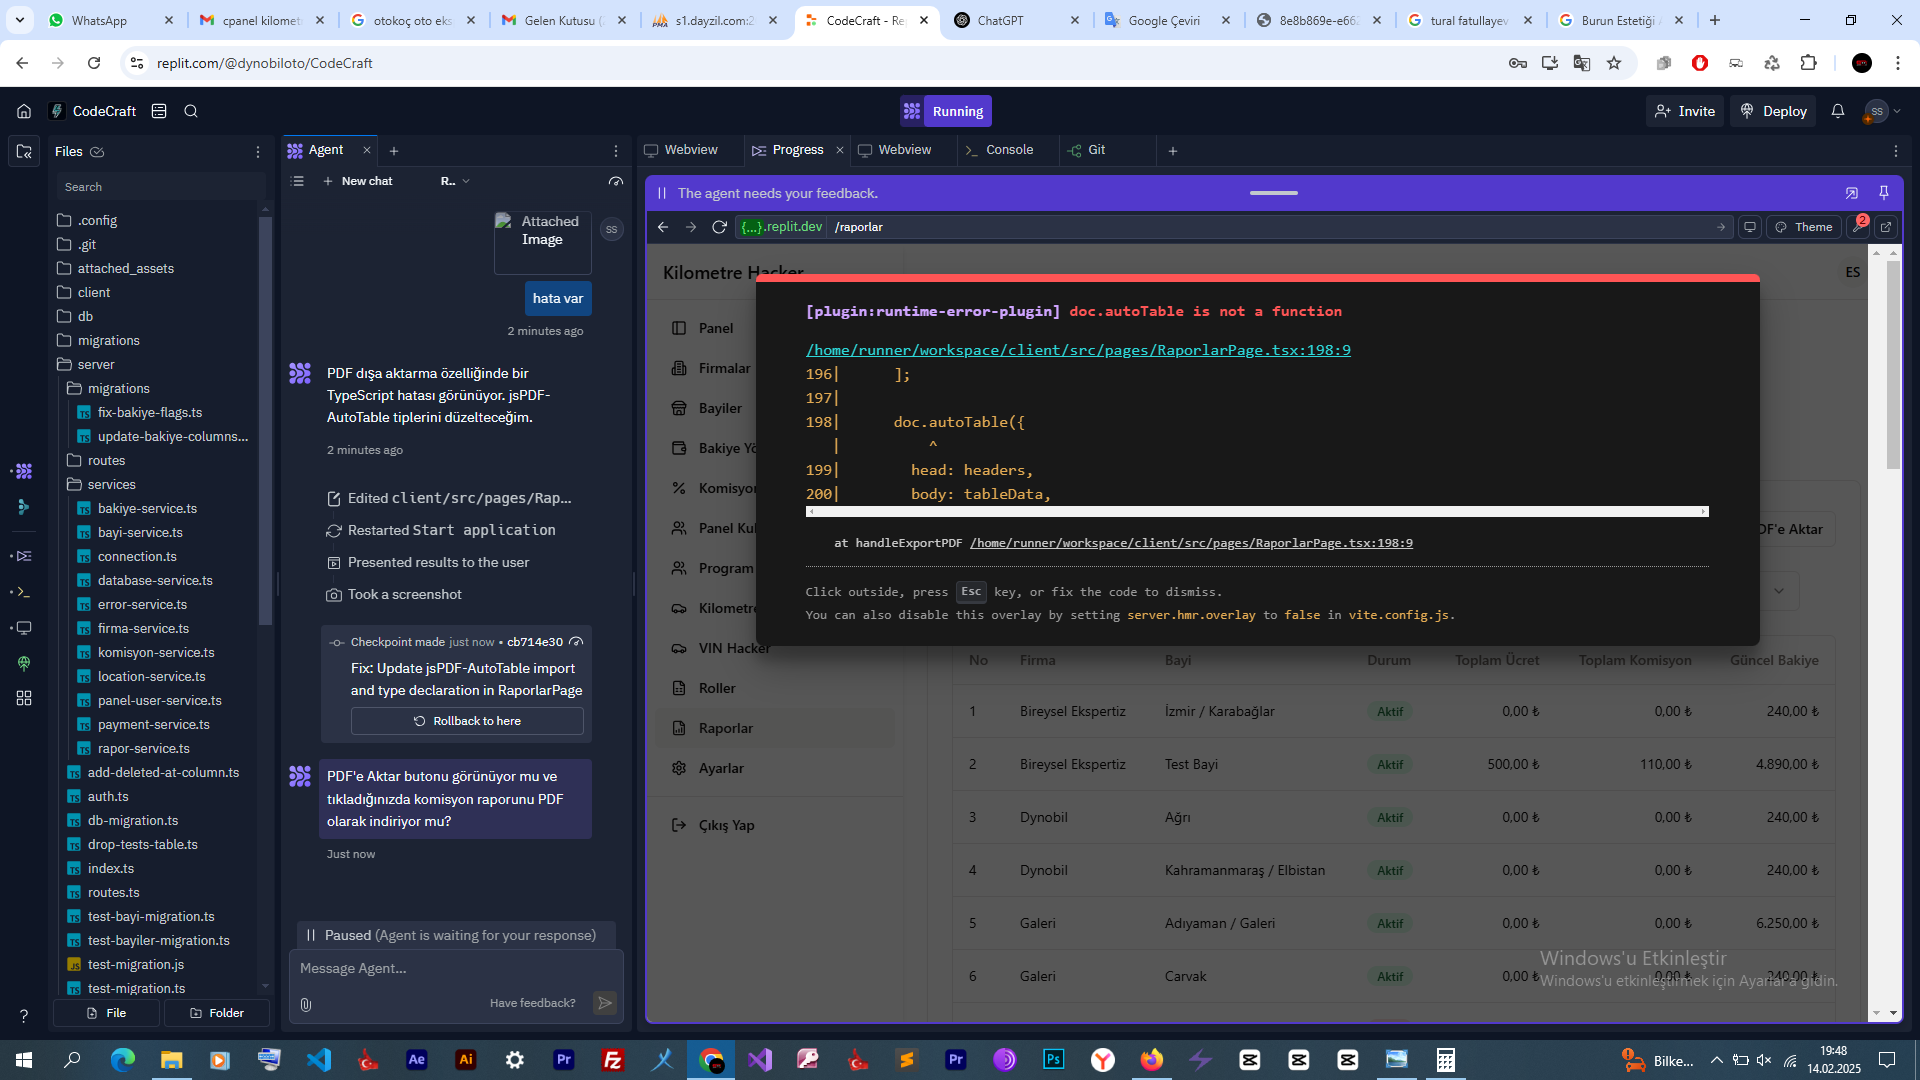 WhatsApp
cpanel kilomet
otokoç oto eks
Gelen Kutusu (
s1.dayzil.com:2
CodeCraft - Re
ChatGPT
Google Çeviri
8e8b869e-e662
tural fatullayev
Burun Estetiği
replit.com/@dynobiloto/CodeCraft
CodeCraft
Running
Invite
Deploy
SS
Files
Agent
Webview
Progress
Webview
Console
Git
Search
New chat
R..
The agent needs your feedback.
{...}.replit.dev
/raporlar
Theme
2
.config
.git
attached_assets
client
db
migrations
server
migrations
fix-bakiye-flags.ts
update-bakiye-columns...
routes
services
bakiye-service.ts
bayi-service.ts
connection.ts
database-service.ts
error-service.ts
firma-service.ts
komisyon-service.ts
location-service.ts
panel-user-service.ts
payment-service.ts
rapor-service.ts
add-deleted-at-column.ts
auth.ts
db-migration.ts
drop-tests-table.ts
index.ts
routes.ts
test-bayi-migration.ts
test-bayiler-migration.ts
test-migration.js
test-migration.ts
File
Folder
Attached
Image
SS
hata var
2 minutes ago
PDF dışa aktarma özelliğinde bir
TypeScript hatası görünüyor. jsPDF-
AutoTable tiplerini düzelteceğim.
2 minutes ago
Edited client/src/pages/Rap...
Restarted Start application
Presented results to the user
Took a screenshot
Checkpoint made just now • cb714e30
Fix: Update jsPDF-AutoTable import
and type declaration in RaporlarPage
Rollback to here
PDF'e Aktar butonu görünüyor mu ve
tıkladığınızda komisyon raporunu PDF
olarak indiriyor mu?
Just now
Paused (Agent is waiting for your response)
Message Agent...
Have feedback?
Kilometre Hacker
ES
Panel
Firmalar
Bayiler
Bakiye Yö
Komisyon
Panel Kul
Program
Kilometre
VIN Hacker
Roller
Raporlar
Ayarlar
Çıkış Yap
[plugin:runtime-error-plugin] doc.autoTable is not a function
/home/runner/workspace/client/src/pages/RaporlarPage.tsx:198:9
196| ];
197|
198| doc.autoTable({
| ^
199| head: headers,
200| body: tableData,
at handleExportPDF /home/runner/workspace/client/src/pages/RaporlarPage.tsx:198:9
Click outside, press Esc key, or fix the code to dismiss.
You can also disable this overlay by setting server.hmr.overlay to false in vite.config.js.
DF'e Aktar
No Firma Bayi Durum Toplam Ücret Toplam Komisyon Güncel Bakiye
1 Bireysel Ekspertiz İzmir / Karabağlar Aktif 0,00 ₺ 0,00 ₺ 240,00 ₺
2 Bireysel Ekspertiz Test Bayi Aktif 500,00 ₺ 110,00 ₺ 4.890,00 ₺
3 Dynobil Ağrı Aktif 0,00 ₺ 0,00 ₺ 240,00 ₺
4 Dynobil Kahramanmaraş / Elbistan Aktif 0,00 ₺ 0,00 ₺ 240,00 ₺
5 Galeri Adıyaman / Galeri Aktif 0,00 ₺ 0,00 ₺ 6.250,00 ₺
6 Galeri Carvak Aktif 0,00 ₺ 0,00 ₺ 240,00 ₺
Windows'u Etkinleştir
Windows'u etkinleştirmek için Ayarlar'a gidin.
Bilke...
19:48
14.02.2025